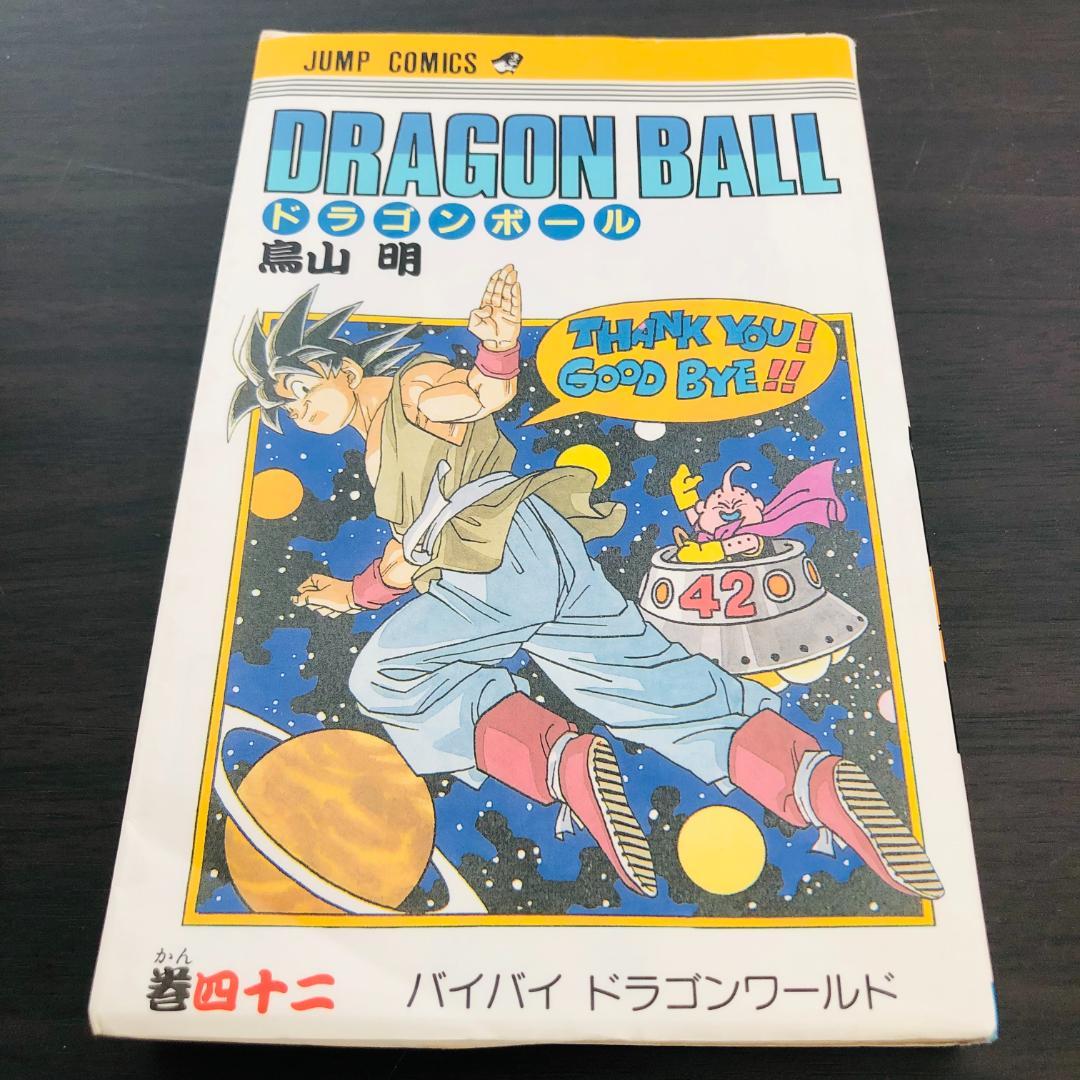 JUMP COMICS
DRAGON BALL
ドラゴンボール
鳥山 明
THANK YOU!
GOOD BYE!!
42
かん
巻四十二 バイバイ ドラゴンワールド